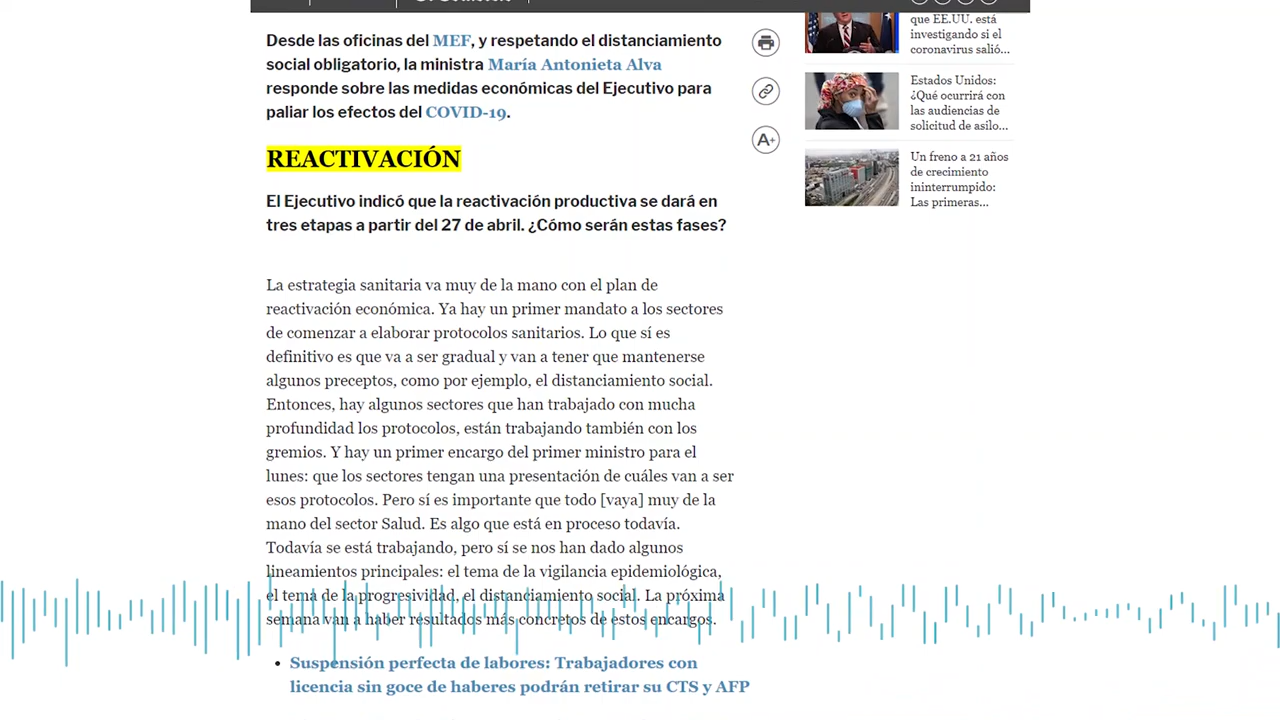 Desde las oficinas del MEF, y respetando el distanciamiento
social obligatorio, la ministra María Antonieta Alva
responde sobre las medidas económicas del Ejecutivo para
paliar los efectos del COVID-19.
REACTIVACIÓN
El Ejecutivo indicó que la reactivación productiva se dará en
tres etapas a partir del 27 de abril. ¿Cómo serán estas fases?
La estrategia sanitaria va muy de la mano con el plan de
reactivación económica. Ya hay un primer mandato a los sectores
de comenzar a elaborar protocolos sanitarios. Lo que sí es
definitivo es que va a ser gradual y van a tener que mantenerse
algunos preceptos, como por ejemplo, el distanciamiento social.
Entonces, hay algunos sectores que han trabajado con mucha
profundidad los protocolos, están trabajando también con los
gremios. Y hay un primer encargo del primer ministro para el
lunes: que los sectores tengan una presentación de cuáles van a ser
esos protocolos. Pero sí es importante que todo [vaya] muy de la
mano del sector Salud. Es algo que está en proceso todavía.
Todavía se está trabajando, pero sí se nos han dado algunos
lineamientos principales: el tema de la vigilancia epidemiológica,
el tema de la progresividad, el distanciamiento social. La próxima
semana van a haber resultados más concretos de estos encargos.
• Suspensión perfecta de labores: Trabajadores con
licencia sin goce de haberes podrán retirar su CTS y AFP
A+
que EE.UU. está
investigando si el
coronavirus salió...
Estados Unidos:
¿Qué ocurrirá con
las audiencias de
solicitud de asilo...
Un freno a 21 años
de crecimiento
ininterrumpido:
Las primeras...